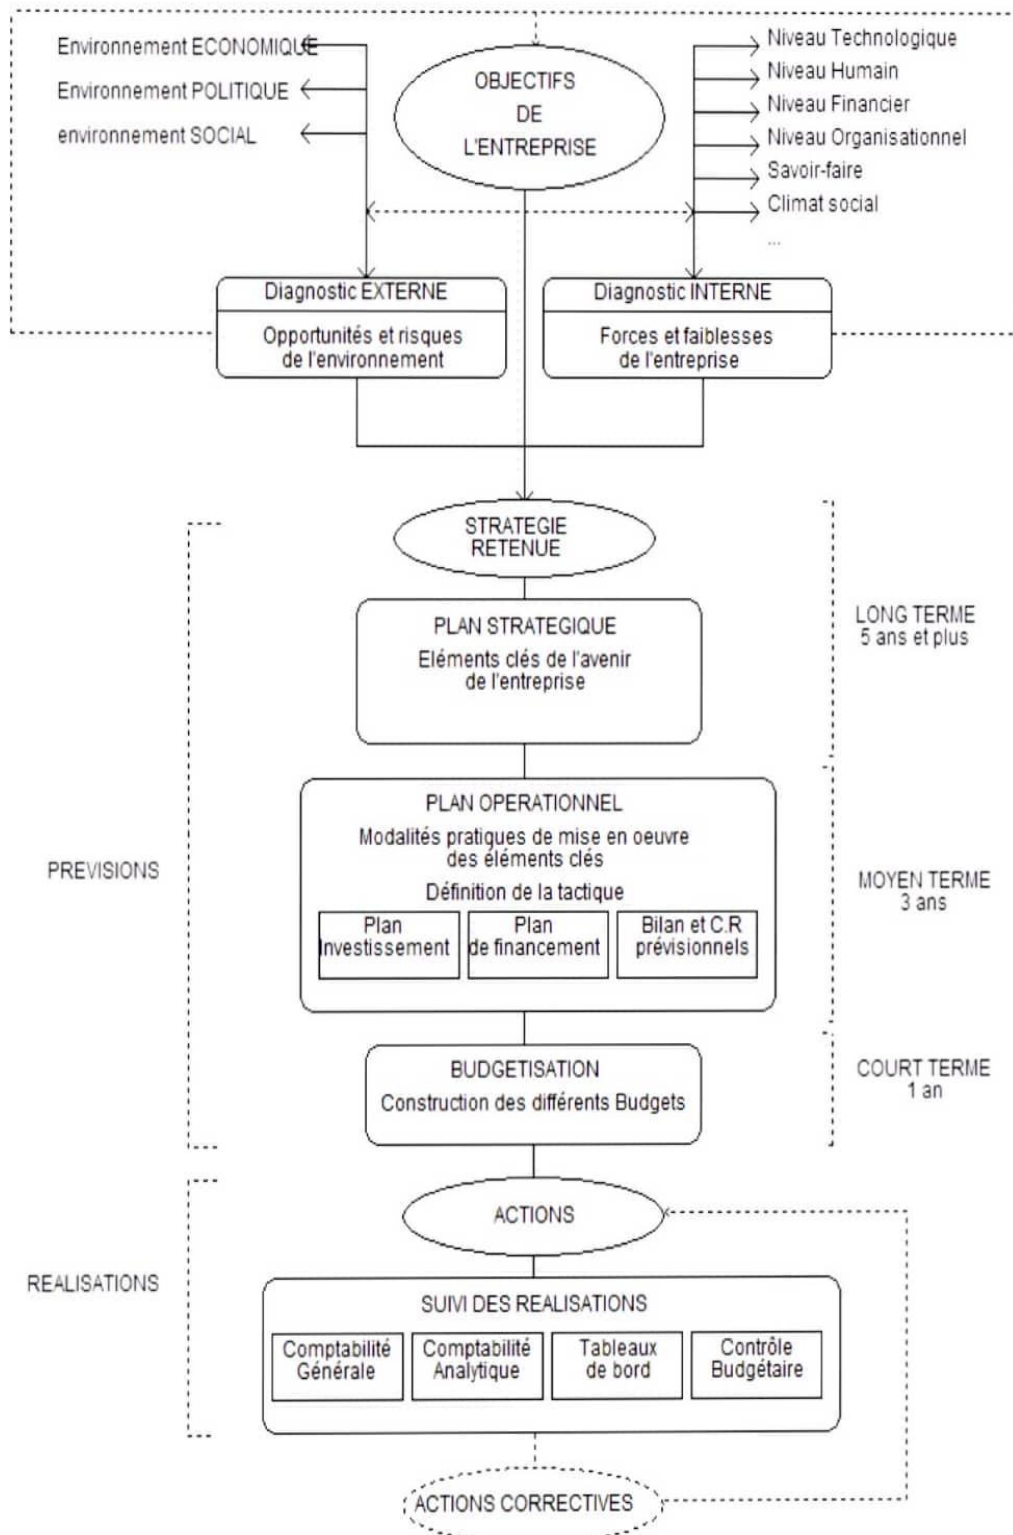 Environnement ECONOMIQUE
Environnement POLITIQUE
environnement SOCIAL
OBJECTIFS
DE
L'ENTREPRISE
Niveau Technologique
Niveau Humain
Niveau Financier
Niveau Organisationnel
Savoir-faire
Climat social
...
Diagnostic EXTERNE
Opportunités et risques
de l'environnement
Diagnostic INTERNE
Forces et faiblesses
de l'entreprise
STRATEGIE
RETENUE
PLAN STRATEGIQUE
Eléments clés de l'avenir
de l'entreprise
LONG TERME
5 ans et plus
PLAN OPERATIONNEL
Modalités pratiques de mise en oeuvre
des éléments clés
Définition de la tactique
Plan
Investissement
Plan
de financement
Bilan et C.R
prévisionnels
PREVISIONS
MOYEN TERME
3 ans
BUDGETISATION
Construction des différents Budgets
COURT TERME
1 an
ACTIONS
REALISATIONS
SUIVI DES REALISATIONS
Comptabilité
Générale
Comptabilité
Analytique
Tableaux
de bord
Contrôle
Budgétaire
ACTIONS CORRECTIVES